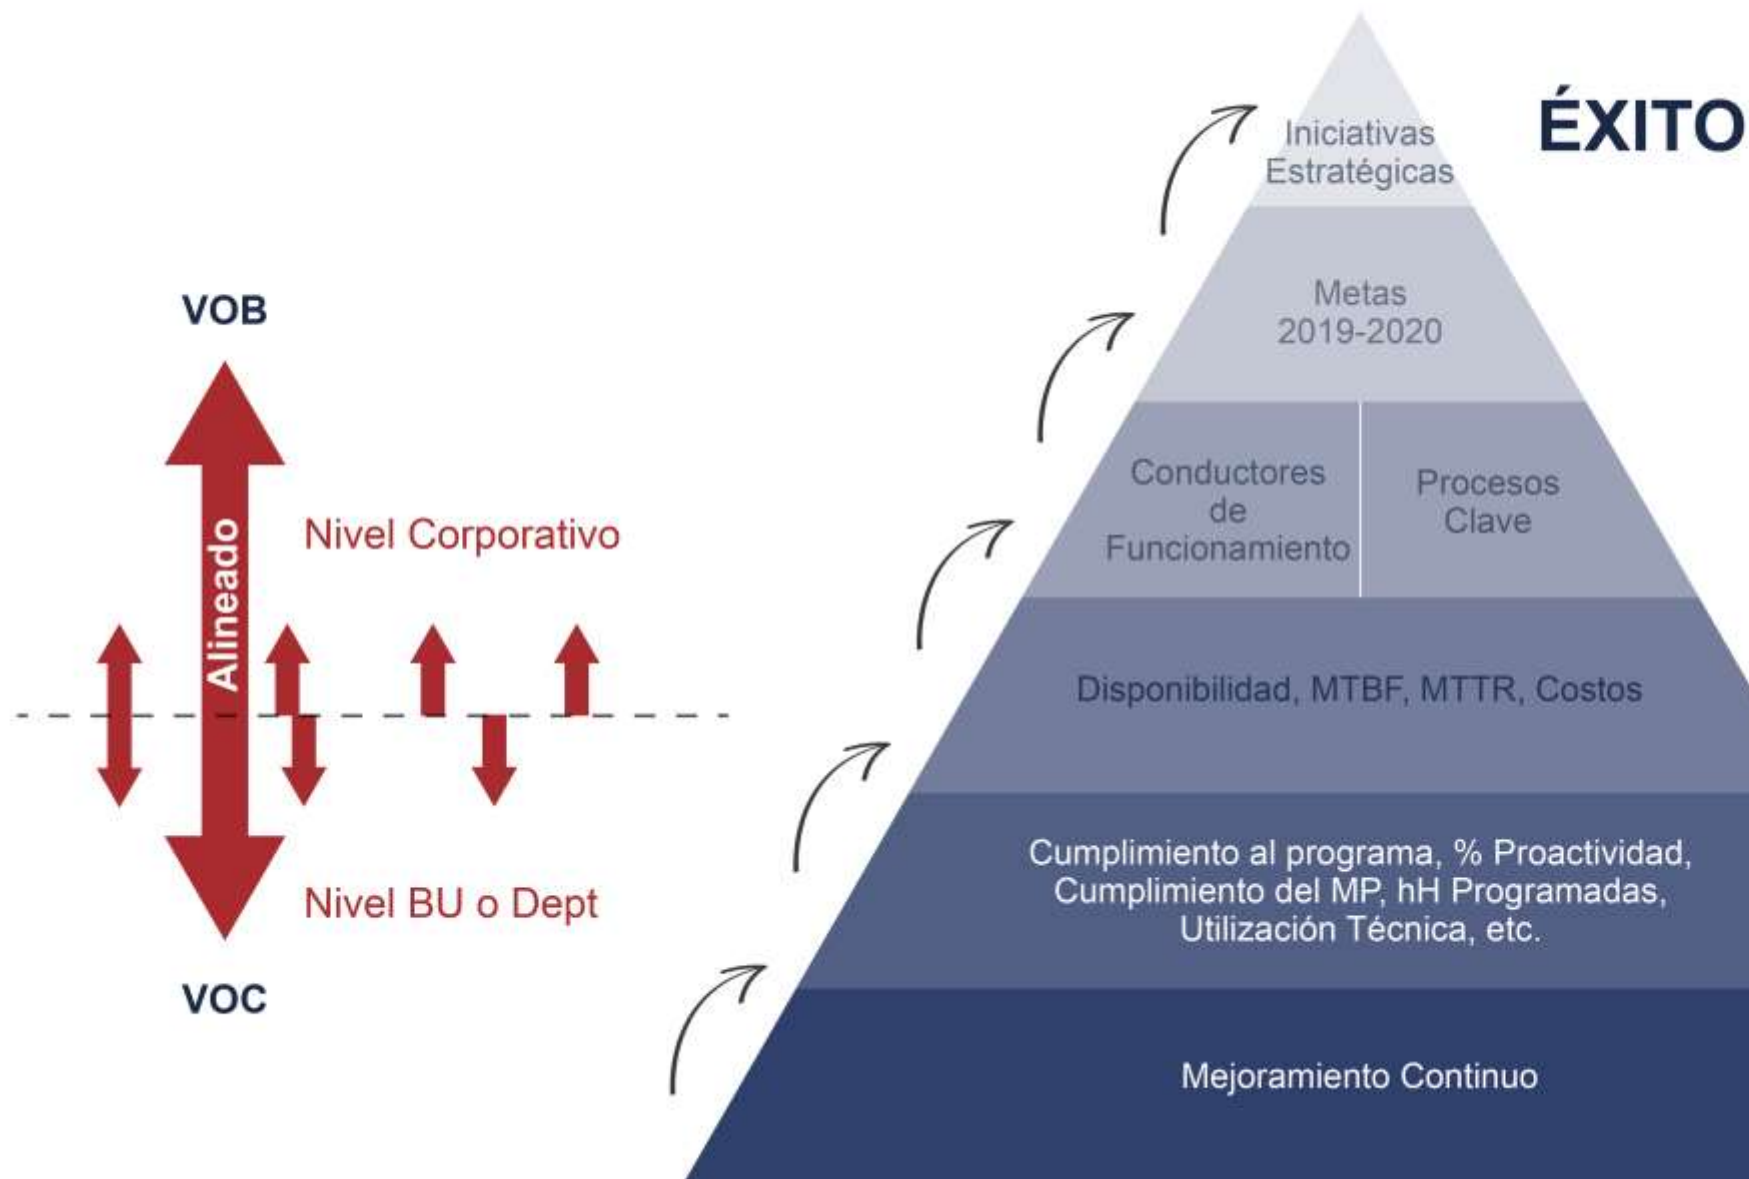 VOB
Alineado
Nivel Corporativo
Nivel BU o Dept
VOC
ÉXITO
Iniciativas
Estratégicas
Metas
2019-2020
Conductores
de
Funcionamiento
Procesos
Clave
Disponibilidad, MTBF, MTTR, Costos
Cumplimiento al programa, % Proactividad,
Cumplimiento del MP, hH Programadas,
Utilización Técnica, etc.
Mejoramiento Continuo